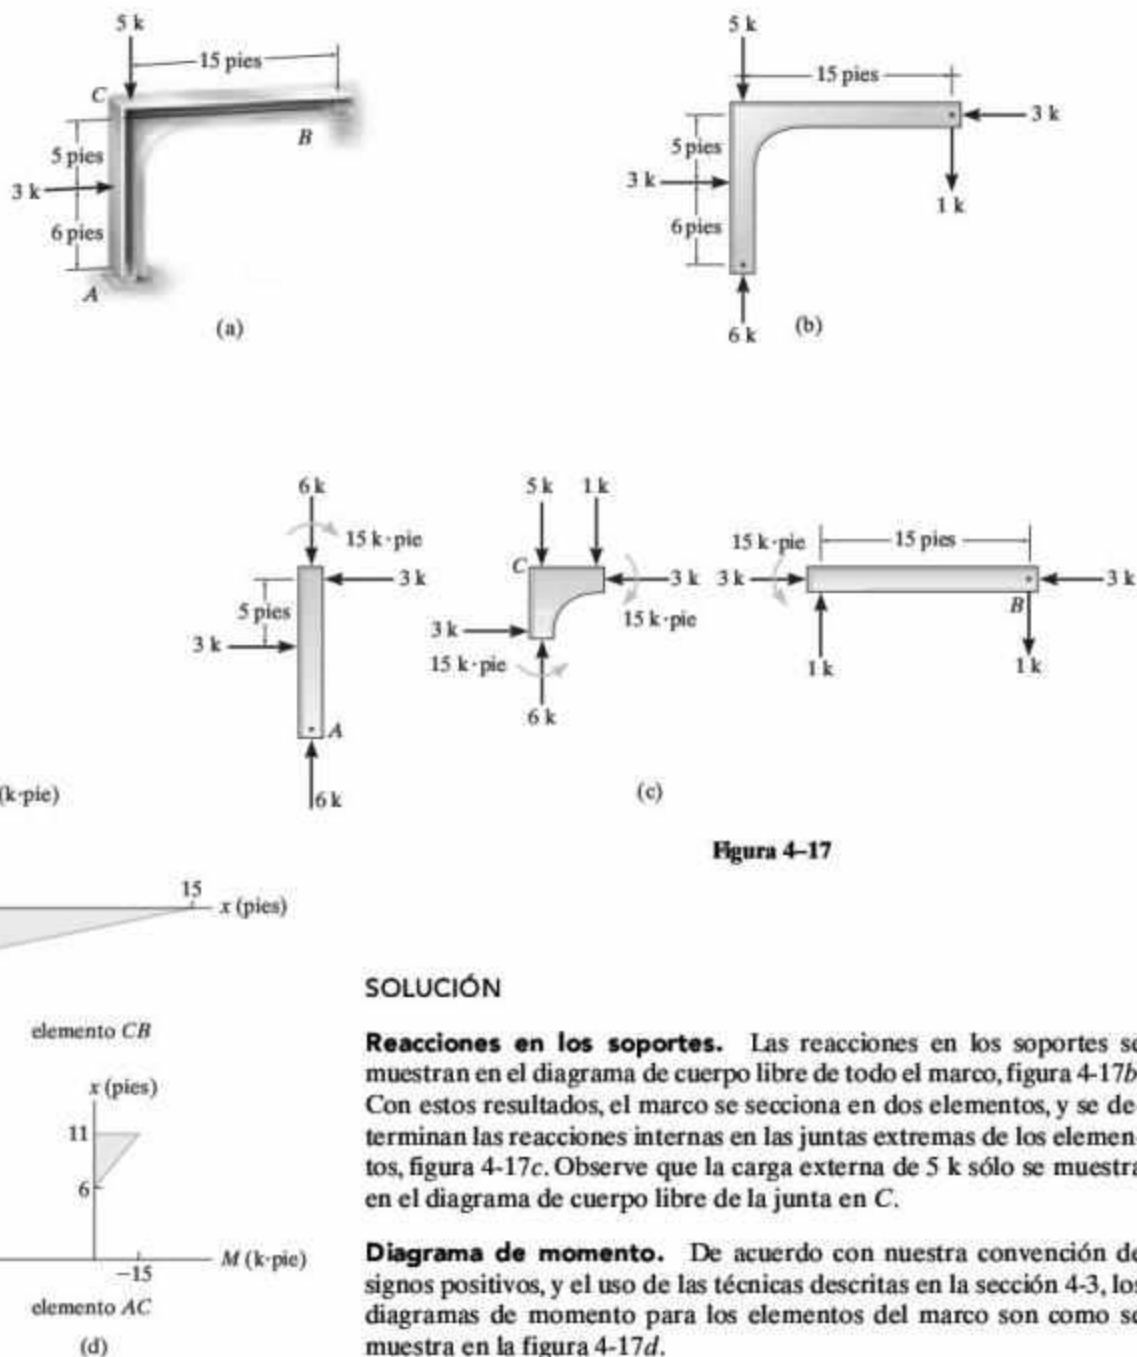 5 k
15 pies
C
B
5 pies
3 k
6 pies
A
(a)
5 k
15 pies
3 k
5 pies
3 k
1 k
6 pies
6 k
(b)
6 k
15 k·pie
3 k
5 pies
3 k
A
6 k
5 k 1 k
C
3 k
15 k·pie
3 k
15 k·pie
6 k
15 k·pie
15 pies
3 k
3 k
B
1 k
1 k
(c)
Figura 4–17
(k·pie)
15
x (pies)
elemento CB
x (pies)
11
6
M (k·pie)
−15
elemento AC
(d)
SOLUCIÓN
Reacciones en los soportes. Las reacciones en los soportes se
muestran en el diagrama de cuerpo libre de todo el marco, figura 4-17b
Con estos resultados, el marco se secciona en dos elementos, y se de
terminan las reacciones internas en las juntas extremas de los elemen
tos, figura 4-17c. Observe que la carga externa de 5 k sólo se muestra
en el diagrama de cuerpo libre de la junta en C.
Diagrama de momento. De acuerdo con nuestra convención de
signos positivos, y el uso de las técnicas descritas en la sección 4-3, los
diagramas de momento para los elementos del marco son como se
muestra en la figura 4-17d.